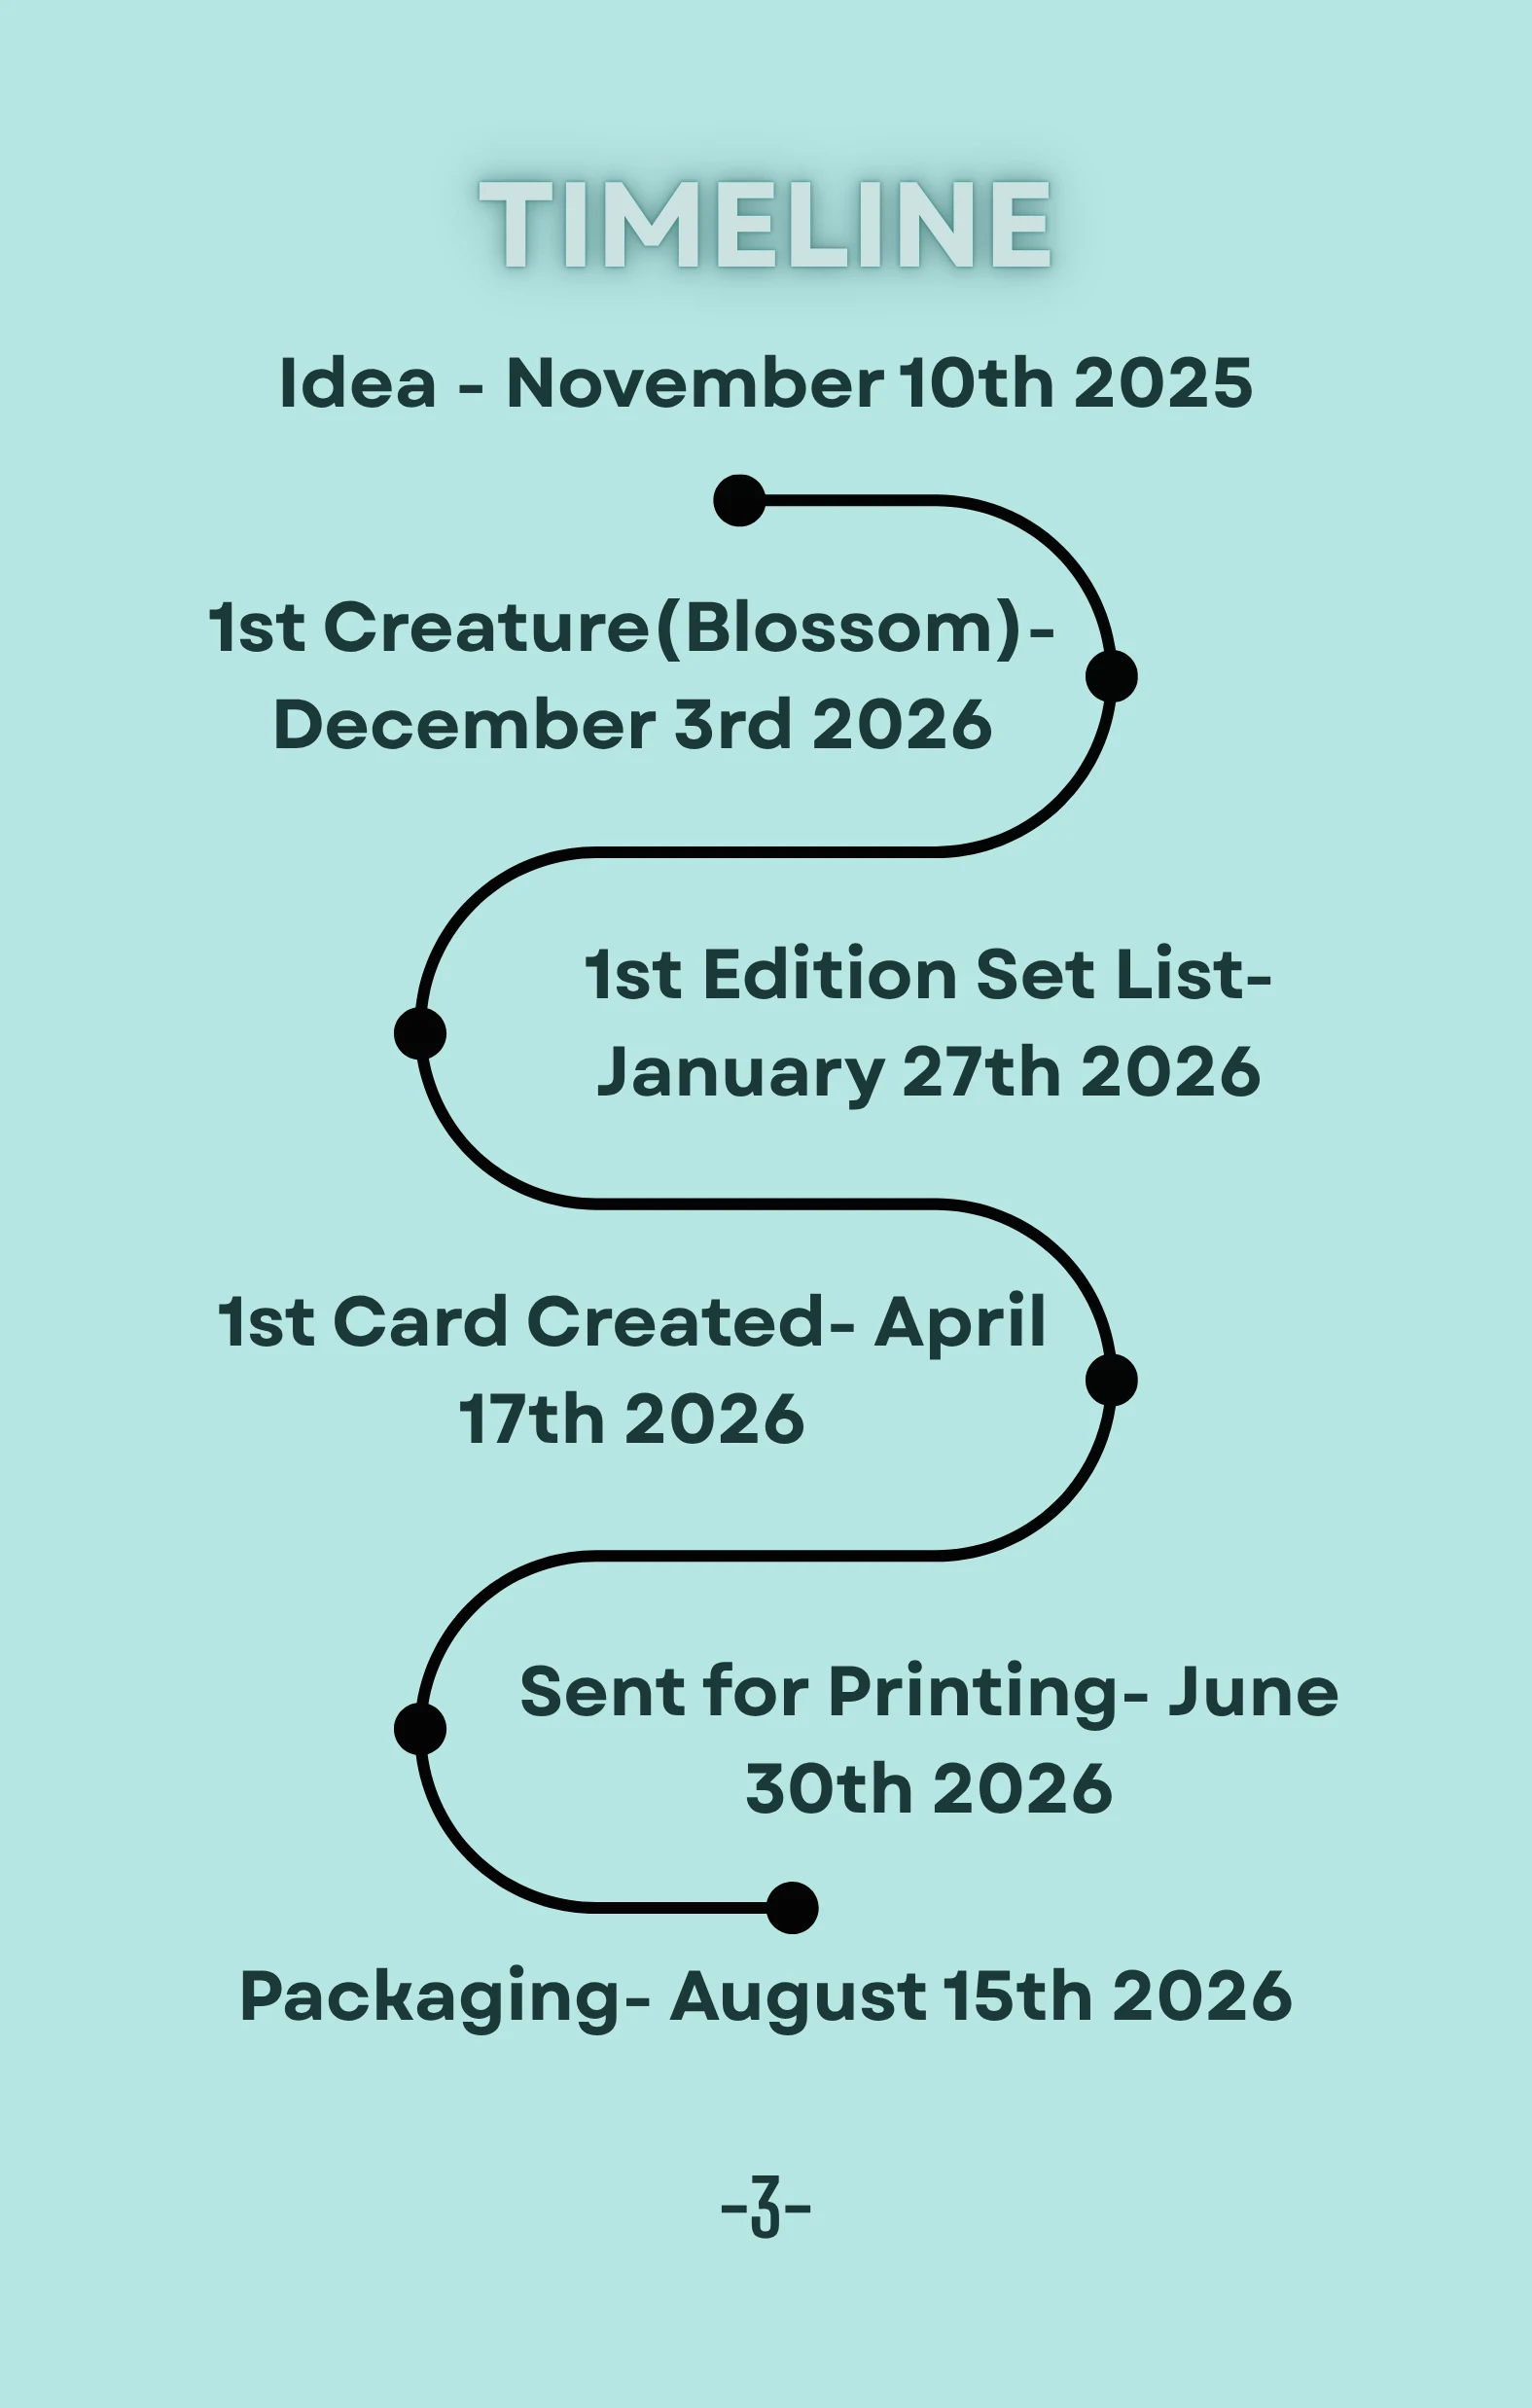 TIMELINE
Idea - November 10th 2025
1st Creature(Blossom)-
December 3rd 2026
1st Edition Set List-
January 27th 2026
1st Card Created- April
17th 2026
Sent for Printing- June
30th 2026
Packaging- August 15th 2026
-3-